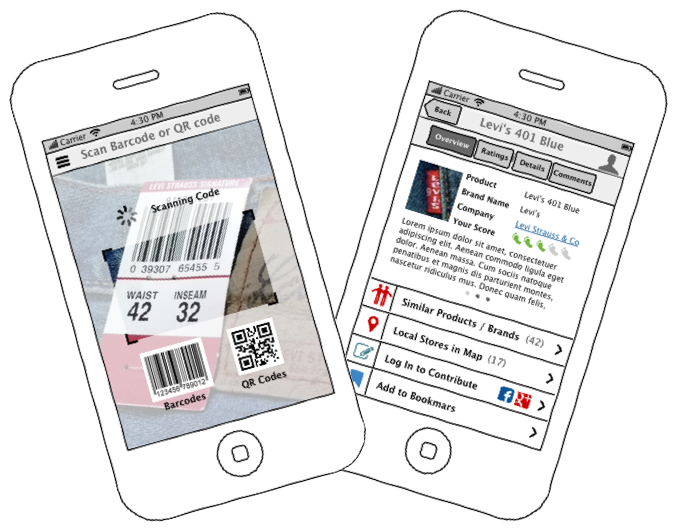 Carrier
4:30 PM
Scan Barcode or QR code
LEVI STRAUSS SIGNATURE
Scanning Code
0 39307 65455 5
WAIST INSEAM
42 32
123456789012
Barcodes
QR Codes
Carrier
4:30 PM
Back
Levi's 401 Blue
Overview Ratings Details Comments
LEVI'S
Product Levi's 401 Blue
Brand Name Levi's
Company Levi Strauss & Co
Your Score
Lorem ipsum dolor sit amet, consectetuer
adipiscing elit. Aenean commodo ligula eget
dolor. Aenean massa. Cum sociis natoque
penatibus et magnis dis parturient montes,
nascetur ridiculus mus. Donec quam felis,
Similar Products / Brands (42)
Local Stores in Map (17)
Log In to Contribute
Add to Bookmars